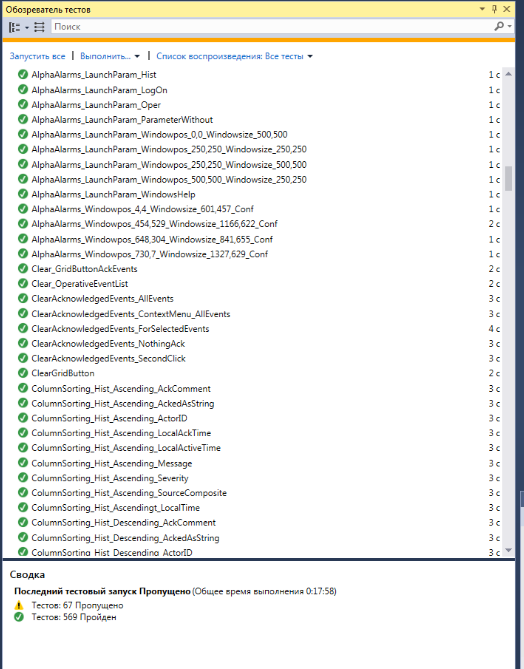 Обозреватель тестов
Поиск
Запустить все | Выполнить... | Список воспроизведения: Все тесты
AlphaAlarms_LaunchParam_Hist 1 с
AlphaAlarms_LaunchParam_LogOn 1 с
AlphaAlarms_LaunchParam_Oper 1 с
AlphaAlarms_LaunchParam_ParameterWithout 1 с
AlphaAlarms_LaunchParam_Windowpos_0,0_Windowsize_500,500 1 с
AlphaAlarms_LaunchParam_Windowpos_250,250_Windowsize_250,250 1 с
AlphaAlarms_LaunchParam_Windowpos_250,250_Windowsize_500,500 1 с
AlphaAlarms_LaunchParam_Windowpos_500,500_Windowsize_250,250 1 с
AlphaAlarms_LaunchParam_WindowsHelp 1 с
AlphaAlarms_Windowpos_4,4_Windowsize_601,457_Conf 1 с
AlphaAlarms_Windowpos_454,529_Windowsize_1166,622_Conf 2 с
AlphaAlarms_Windowpos_648,304_Windowsize_841,655_Conf 1 с
AlphaAlarms_Windowpos_730,7_Windowsize_1327,629_Conf 1 с
Clear_GridButtonAckEvents 2 с
Clear_OperativeEventList 2 с
ClearAcknowledgedEvents_AllEvents 3 с
ClearAcknowledgedEvents_ContextMenu_AllEvents 3 с
ClearAcknowledgedEvents_ForSelectedEvents 4 с
ClearAcknowledgedEvents_NothingAck 3 с
ClearAcknowledgedEvents_SecondClick 3 с
ClearGridButton 2 с
ColumnSorting_Hist_Ascending_AckComment 3 с
ColumnSorting_Hist_Ascending_AckedAsString 3 с
ColumnSorting_Hist_Ascending_ActorID 3 с
ColumnSorting_Hist_Ascending_LocalAckTime 3 с
ColumnSorting_Hist_Ascending_LocalActiveTime 3 с
ColumnSorting_Hist_Ascending_Message 3 с
ColumnSorting_Hist_Ascending_Severity 3 с
ColumnSorting_Hist_Ascending_SourceComposite 3 с
ColumnSorting_Hist_Ascendingt_LocalTime 3 с
ColumnSorting_Hist_Descending_AckComment 3 с
ColumnSorting_Hist_Descending_AckedAsString 3 с
ColumnSorting_Hist_Descending_ActorID 3 с
Сводка
Последний тестовый запуск Пропущено (Общее время выполнения 0:17:58)
Тестов: 67 Пропущено
Тестов: 569 Пройден